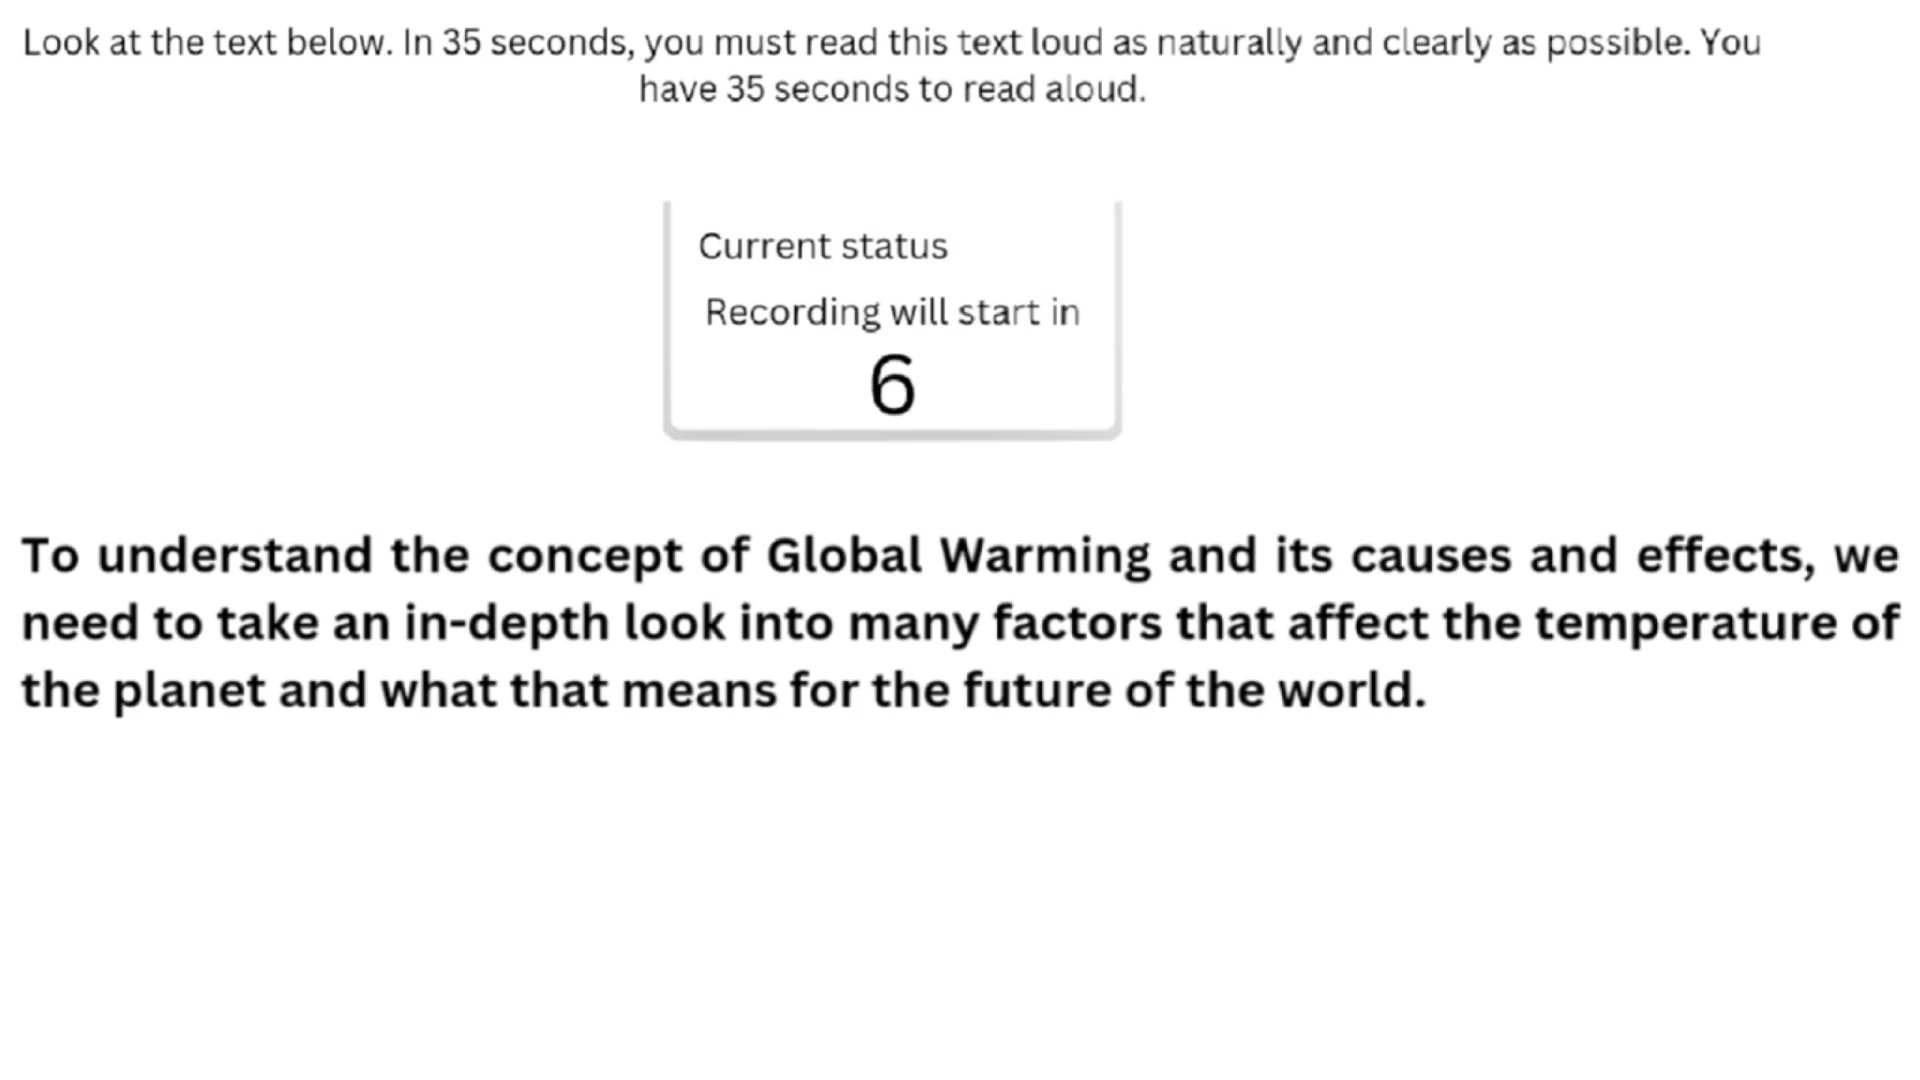 Look at the text below. In 35 seconds, you must read this text loud as naturally and clearly as possible. You
have 35 seconds to read aloud.
Current status
Recording will start in
6
To understand the concept of Global Warming and its causes and effects, we
need to take an in-depth look into many factors that affect the temperature of
the planet and what that means for the future of the world.